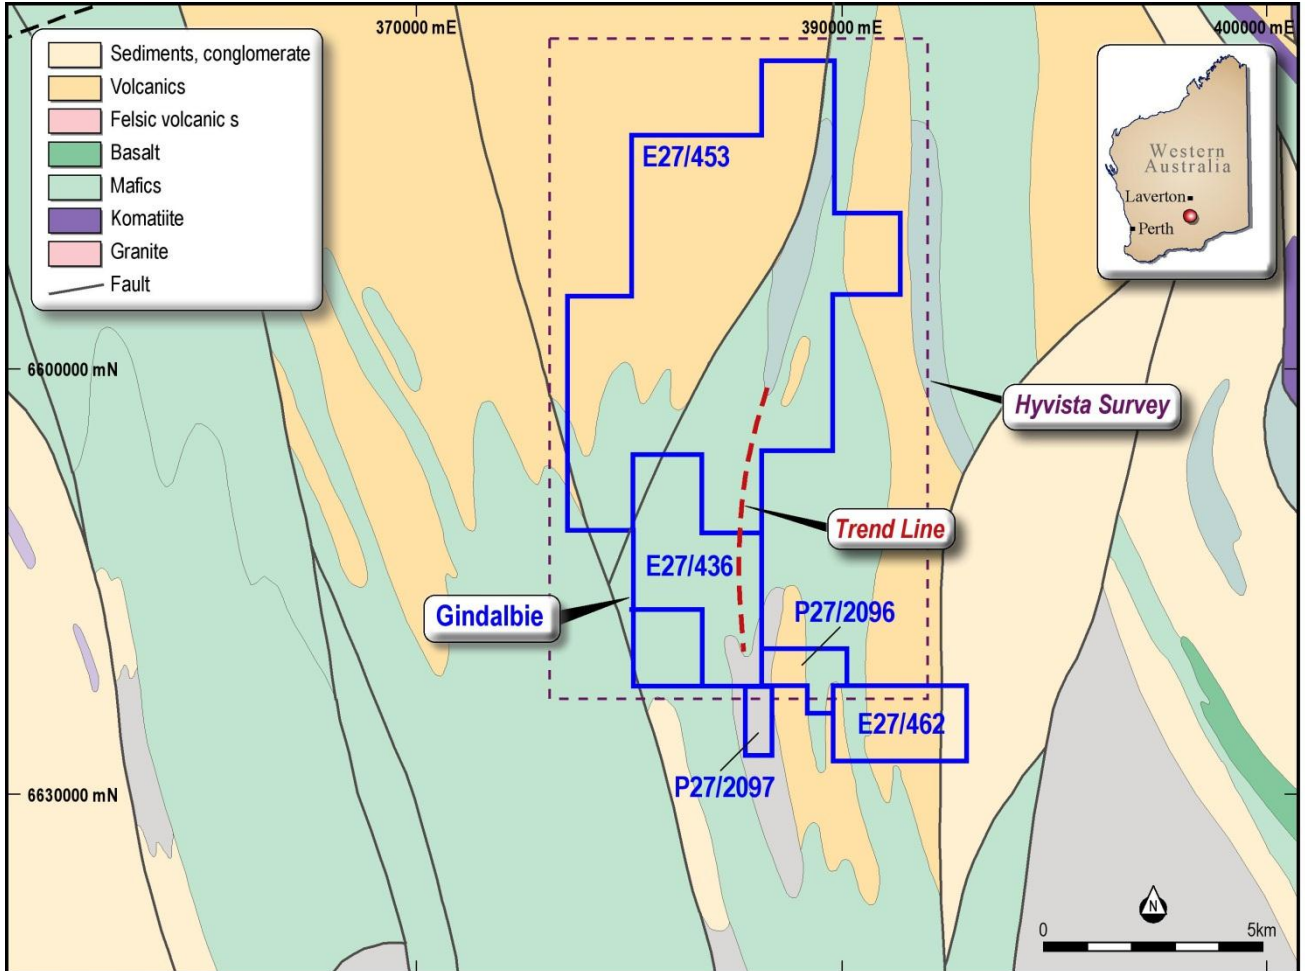 370000 mE
390000 mE
400000 mE
Sediments, conglomerate
Volcanics
Felsic volcanic s
Basalt
Mafics
Komatiite
Granite
Fault
Western
Australia
Laverton
Perth
E27/453
6600000 mN
Hyvista Survey
Trend Line
E27/436
Gindalbie
P27/2096
E27/462
P27/2097
6630000 mN
N
0
5km